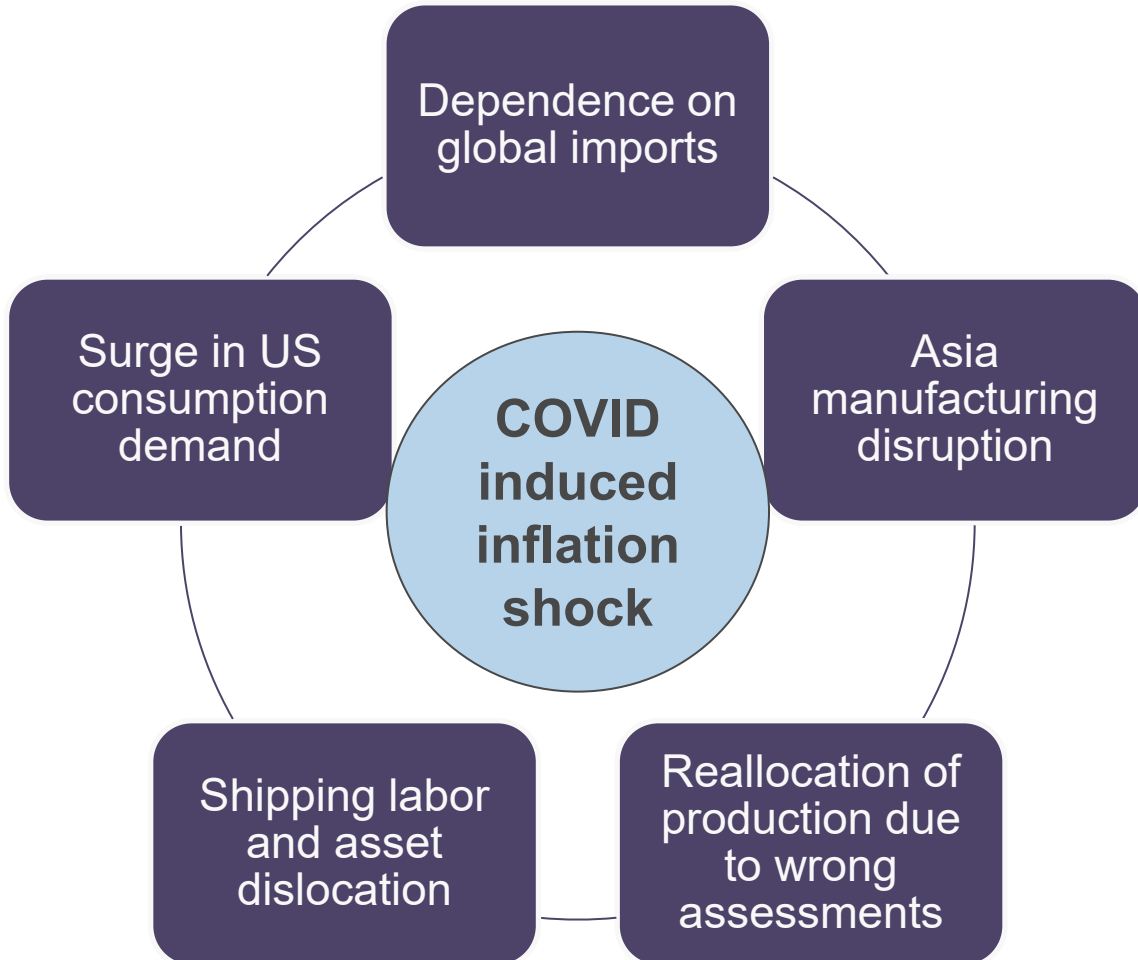 Dependence on
global imports
Surge in US
consumption
demand
Asia
manufacturing
disruption
COVID
induced
inflation
shock
Shipping labor
and asset
dislocation
Reallocation of
production due
to wrong
assessments